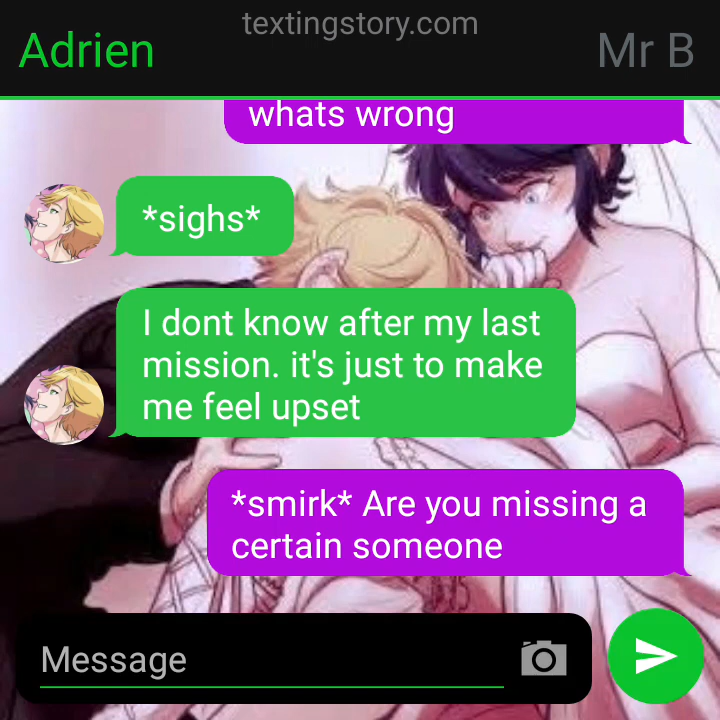 textingstory.com
Adrien
Mr B
whats wrong
*sighs*
I dont know after my last
mission. it's just to make
me feel upset
*smirk* Are you missing a
certain someone
Message